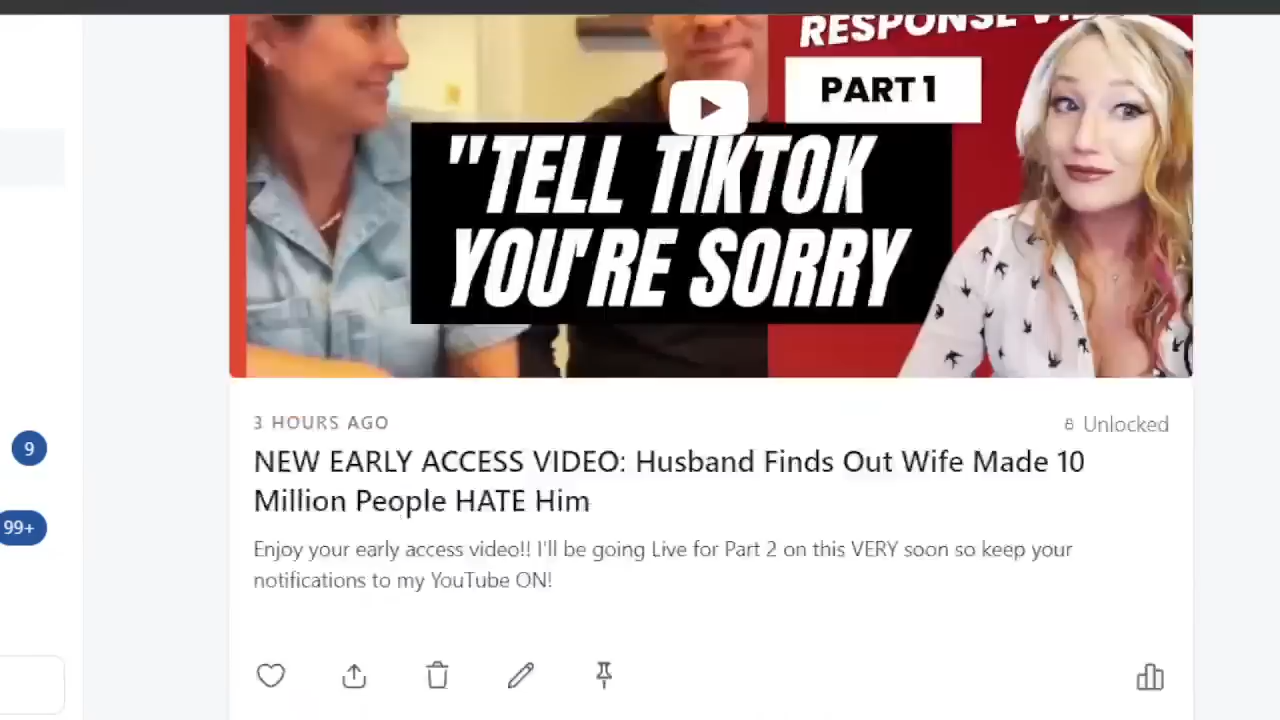 RESPONSE
PART 1
"TELL TIKTOK
YOU'RE SORRY
3 HOURS AGO
Unlocked
NEW EARLY ACCESS VIDEO: Husband Finds Out Wife Made 10
Million People HATE Him
Enjoy your early access video!! I'll be going Live for Part 2 on this VERY soon so keep your
notifications to my YouTube ON!
9
99+